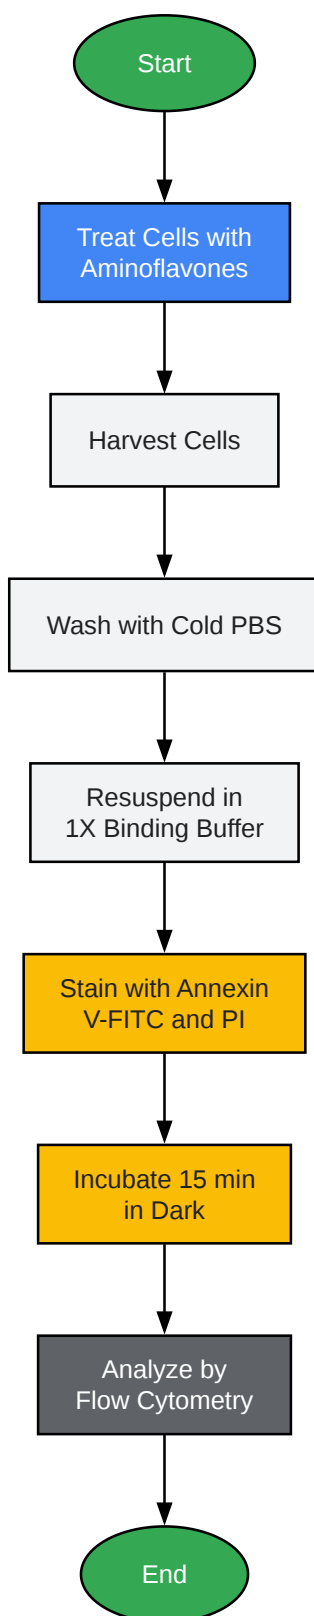 Start
Treat Cells with
Aminoflavones
Harvest Cells
Wash with Cold PBS
Resuspend in
1X Binding Buffer
Stain with Annexin
V-FITC and PI
Incubate 15 min
in Dark
Analyze by
Flow Cytometry
End